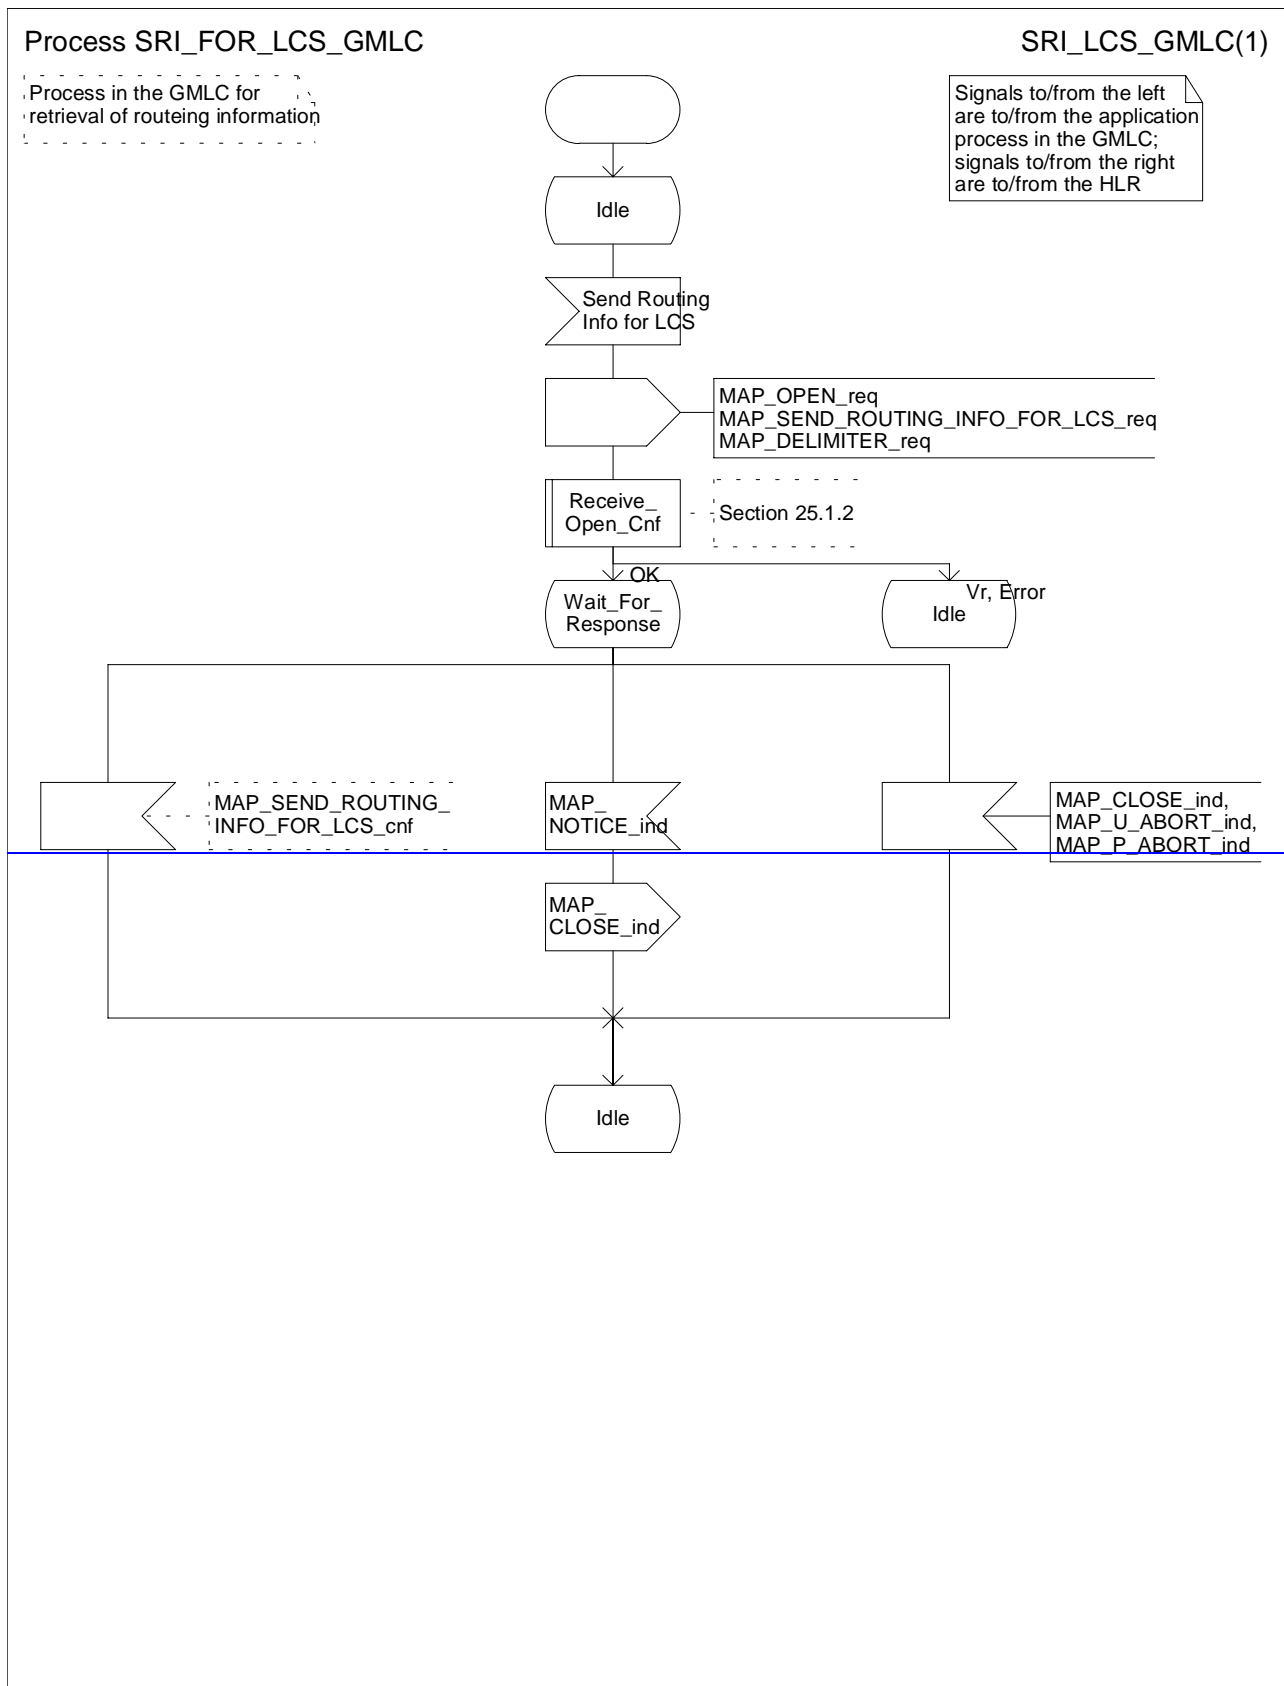 Process SRI_FOR_LCS_GMLC
SRI_LCS_GMLC(1)
Process in the GMLC for
retrieval of routeing information
Signals to/from the left
are to/from the application
process in the GMLC;
signals to/from the right
are to/from the HLR
Idle
Send Routing
Info for LCS
MAP_OPEN_req
MAP_SEND_ROUTING_INFO_FOR_LCS_req
MAP_DELIMITER_req
Receive_
Open_Cnf
Section 25.1.2
OK
Vr, Error
Wait_For_
Response
Idle
MAP_SEND_ROUTING_
INFO_FOR_LCS_cnf
MAP_
NOTICE_ind
MAP_CLOSE_ind,
MAP_U_ABORT_ind,
MAP_P_ABORT_ind
MAP_
CLOSE_ind
Idle